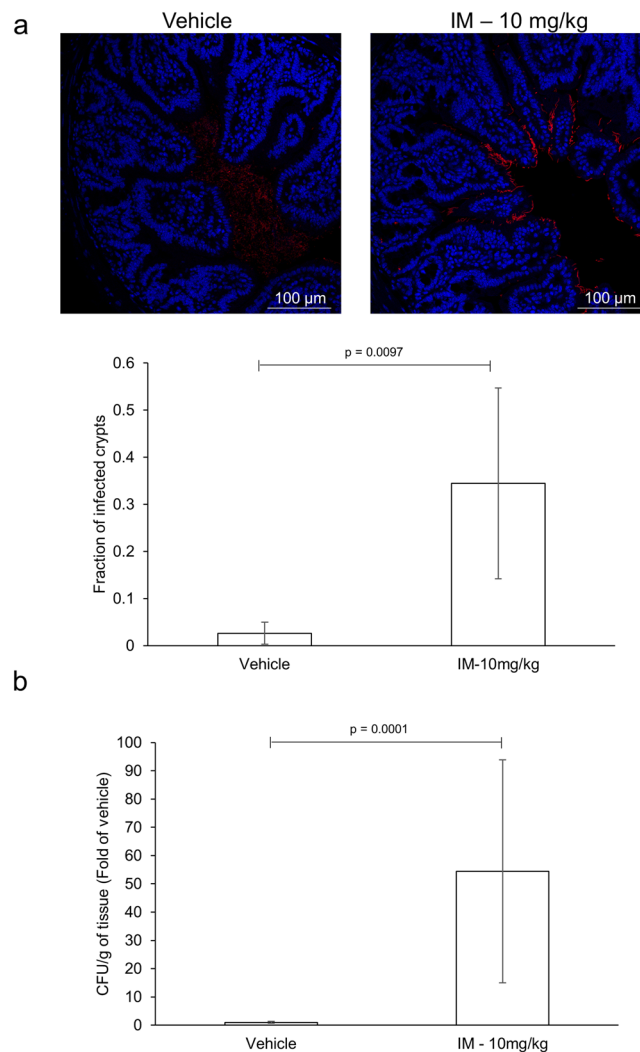 a
Vehicle
IM – 10 mg/kg
100 µm
100 µm
p = 0.0097
Fraction of infected crypts
0.6
0.5
0.4
0.3
0.2
0.1
0
Vehicle
IM-10mg/kg
b
p = 0.0001
CFU/g of tissue (Fold of vehicle)
100
90
80
70
60
50
40
30
20
10
0
Vehicle
IM - 10mg/kg